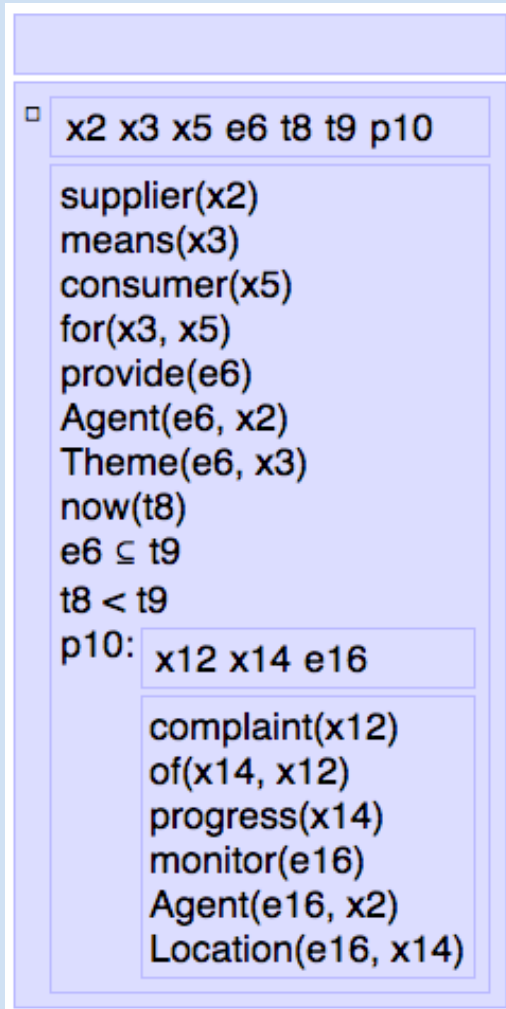 □ x2 x3 x5 e6 t8 t9 p10
supplier(x2)
means(x3)
consumer(x5)
for(x3, x5)
provide(e6)
Agent(e6, x2)
Theme(e6, x3)
now(t8)
e6 ⊆ t9
t8 < t9
p10: x12 x14 e16
complaint(x12)
of(x14, x12)
progress(x14)
monitor(e16)
Agent(e16, x2)
Location(e16, x14)